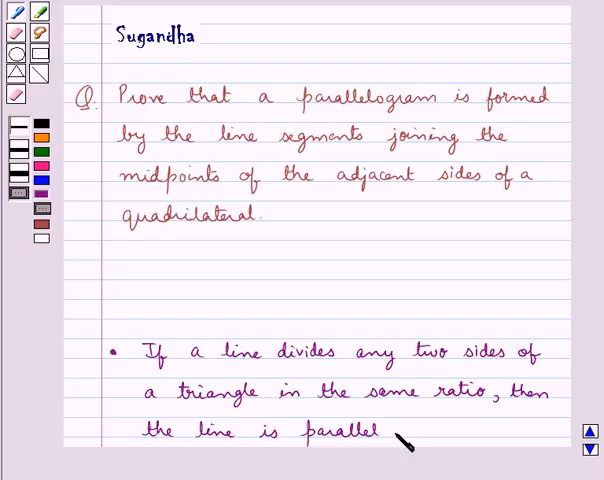 Sugandha
Q. Prove that a parallelogram is formed
by the line segments joining the
midpoints of the adjacent sides of a
quadrilateral.
• If a line divides any two sides of
a triangle in the same ratio, then
the line is parallel